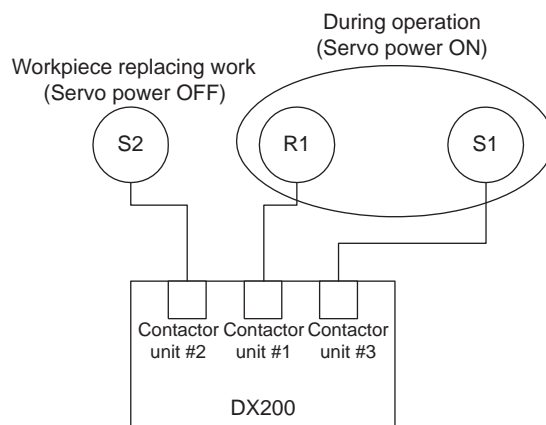 During operation
(Servo power ON)
Workpiece replacing work
(Servo power OFF)
S2
R1
S1
Contactor
unit #2
Contactor
unit #1
Contactor
unit #3
DX200